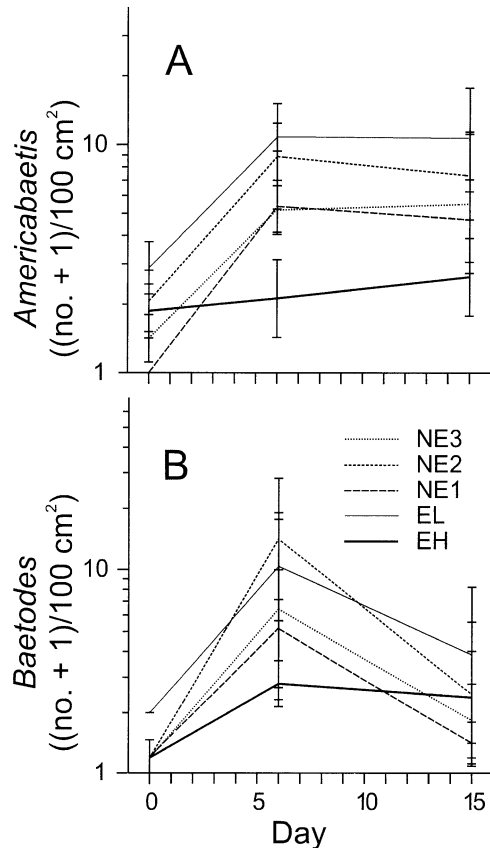 A
Americabaetis
((no. + 1)/100 cm²)
10
1
B
NE3
NE2
NE1
EL
EH
Baetodes
((no. + 1)/100 cm²)
10
1
0 5 10 15
Day